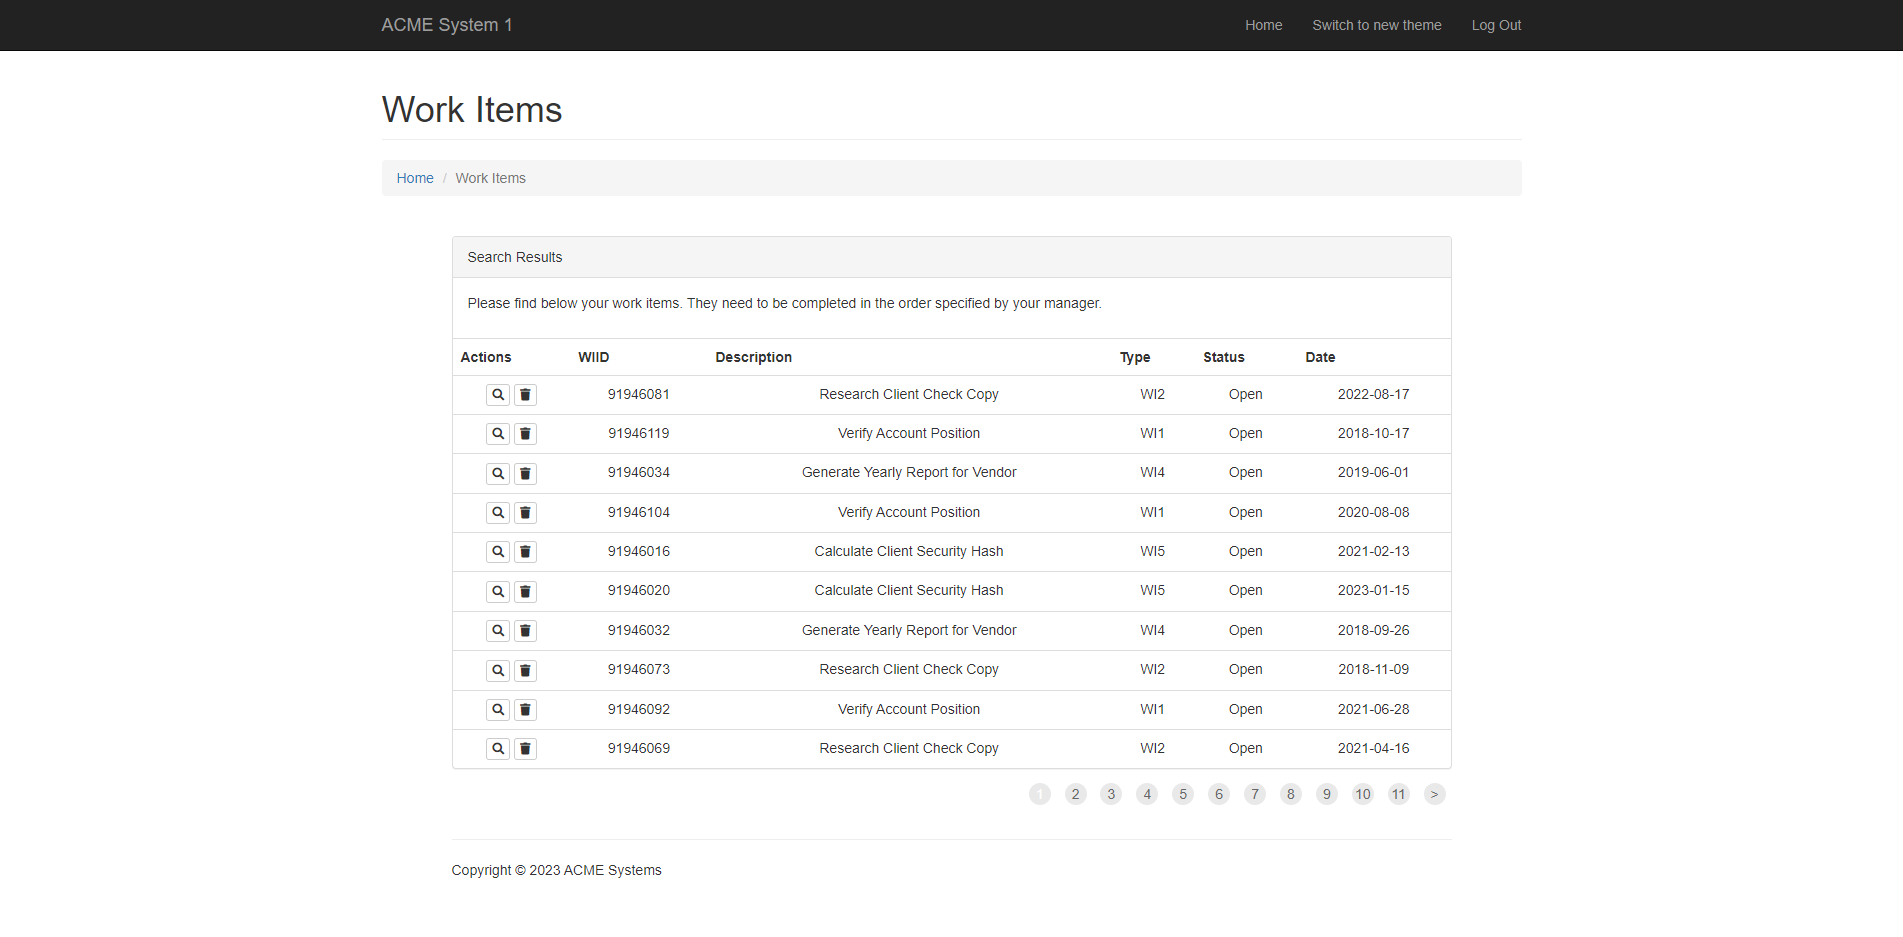 ACME System 1 Home Switch to new theme Log Out
Work Items
Home / Work Items
Search Results
Please find below your work items. They need to be completed in the order specified by your manager.
Actions WIID Description Type Status Date
91946081 Research Client Check Copy WI2 Open 2022-08-17
91946119 Verify Account Position WI1 Open 2018-10-17
91946034 Generate Yearly Report for Vendor WI4 Open 2019-06-01
91946104 Verify Account Position WI1 Open 2020-08-08
91946016 Calculate Client Security Hash WI5 Open 2021-02-13
91946020 Calculate Client Security Hash WI5 Open 2023-01-15
91946032 Generate Yearly Report for Vendor WI4 Open 2018-09-26
91946073 Research Client Check Copy WI2 Open 2018-11-09
91946092 Verify Account Position WI1 Open 2021-06-28
91946069 Research Client Check Copy WI2 Open 2021-04-16
1 2 3 4 5 6 7 8 9 10 11 >
Copyright © 2023 ACME Systems